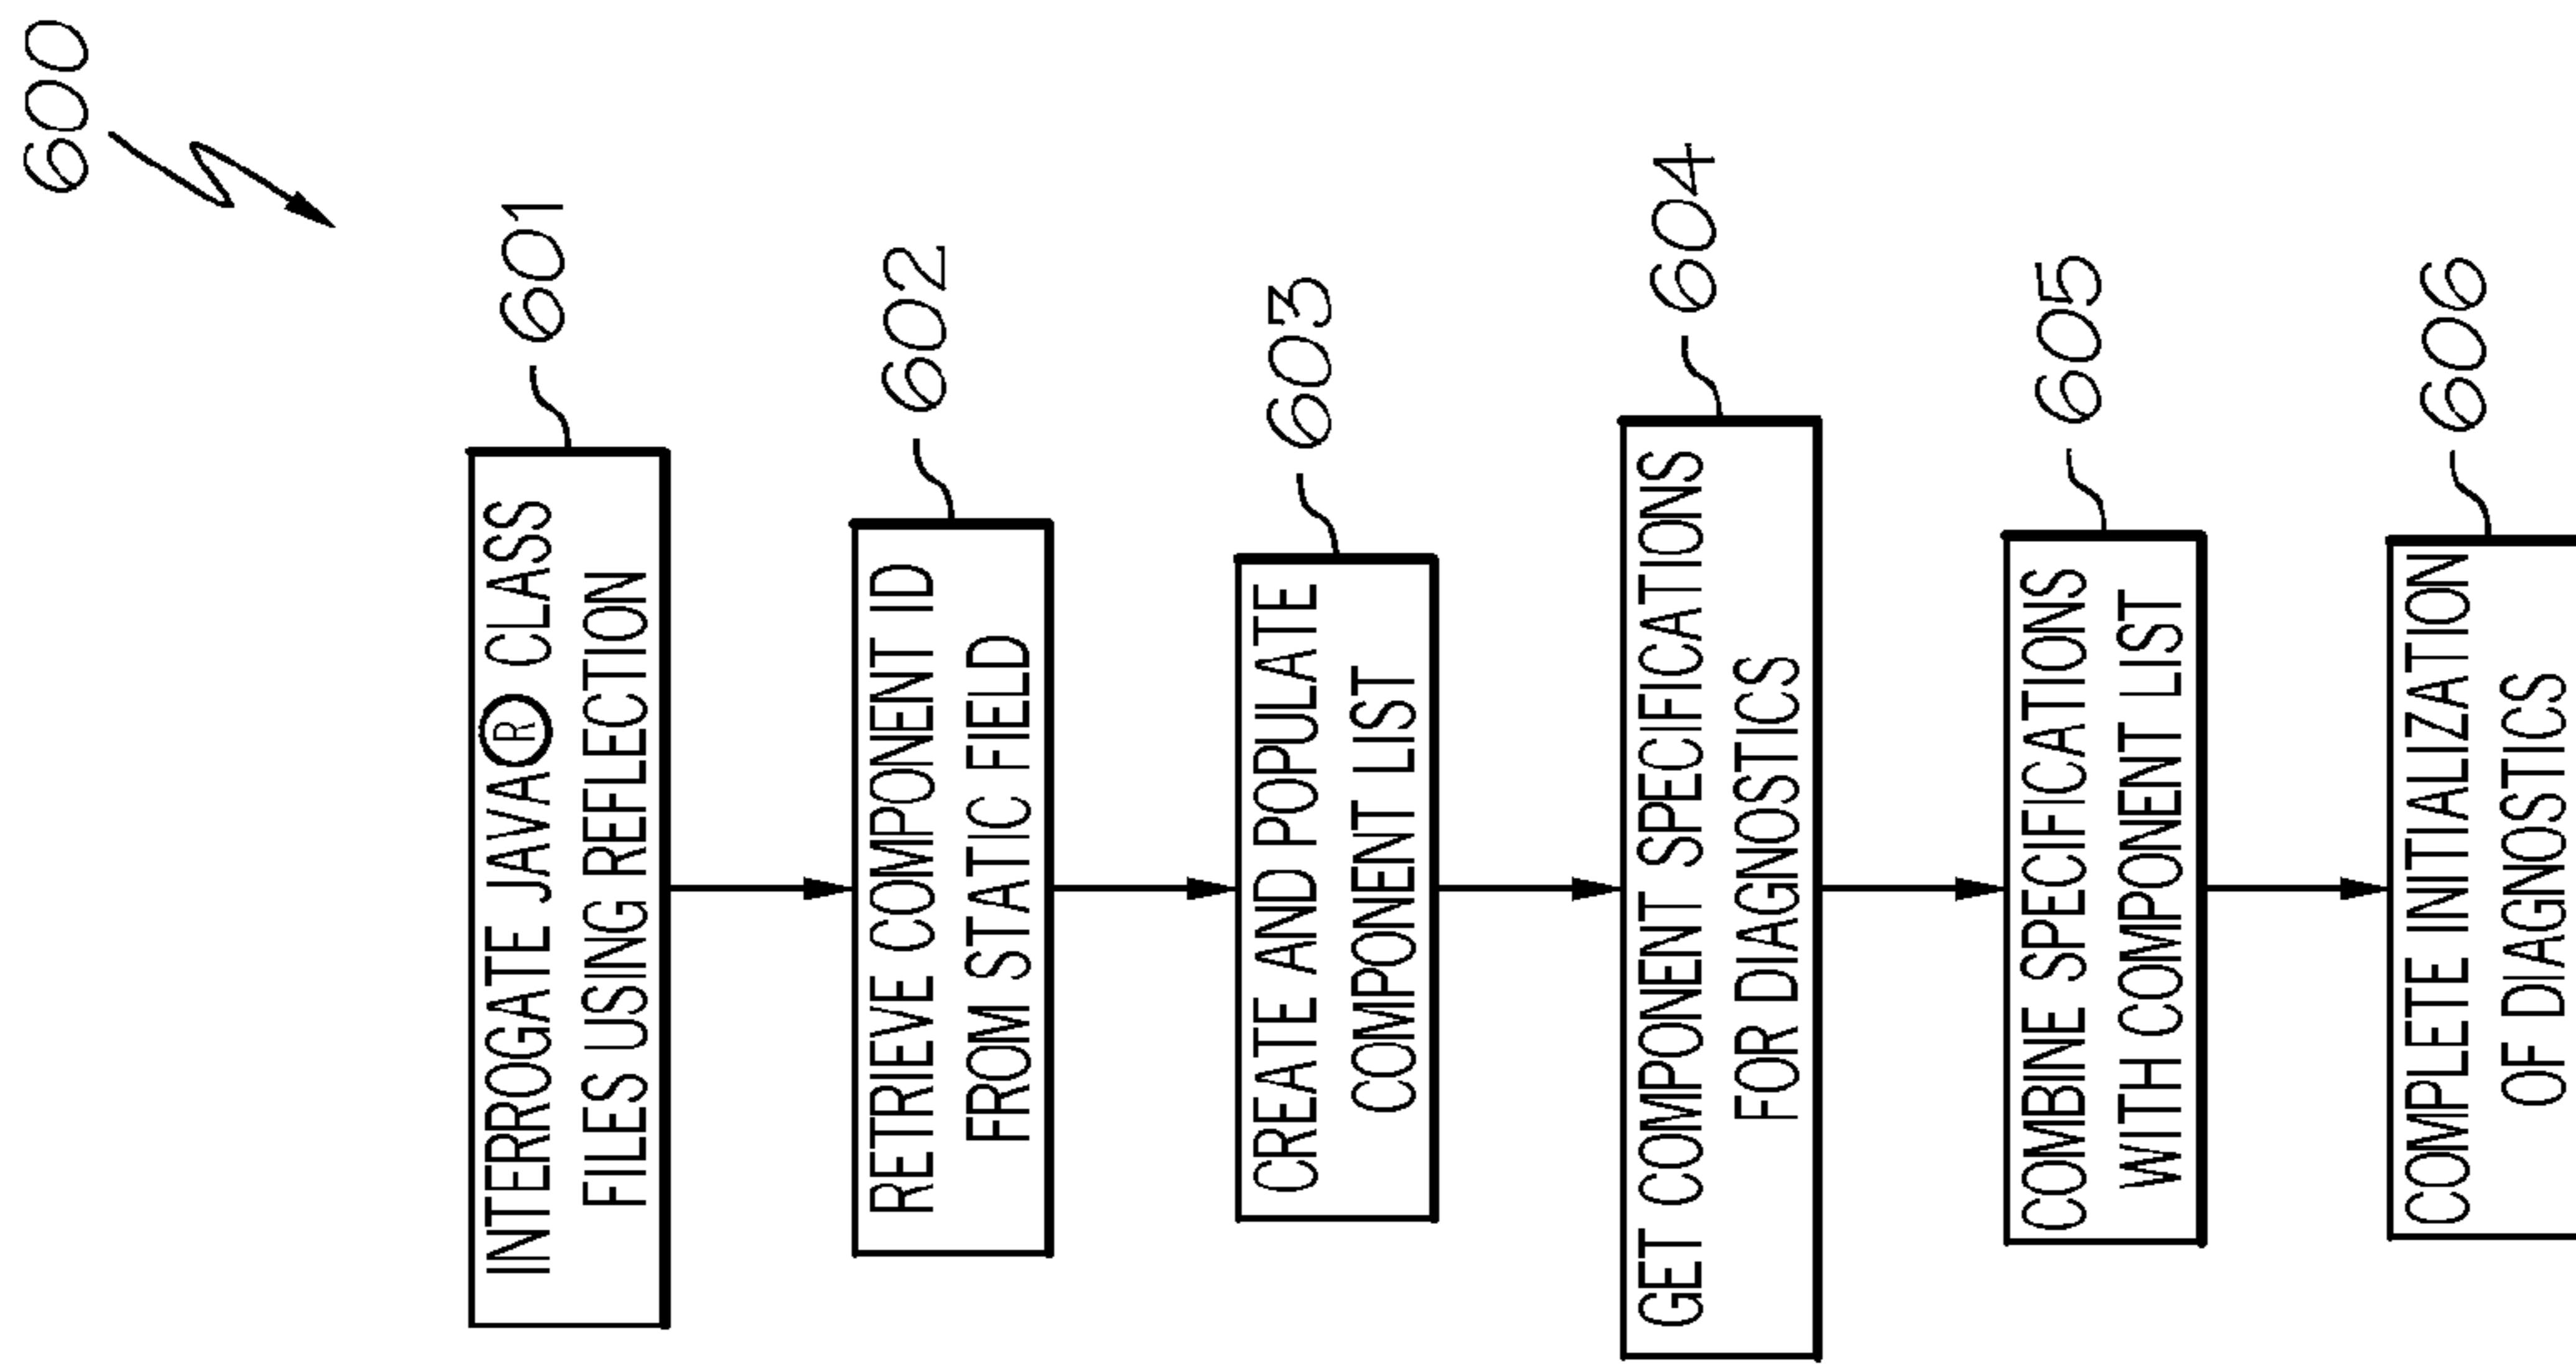 600
601
INTERROGATE JAVA® CLASS
FILES USING REFLECTION
602
RETRIEVE COMPONENT ID
FROM STATIC FIELD
603
CREATE AND POPULATE
COMPONENT LIST
604
GET COMPONENT SPECIFICATIONS
FOR DIAGNOSTICS
605
COMBINE SPECIFICATIONS
WITH COMPONENT LIST
606
COMPLETE INITIALIZATION
OF DIAGNOSTICS